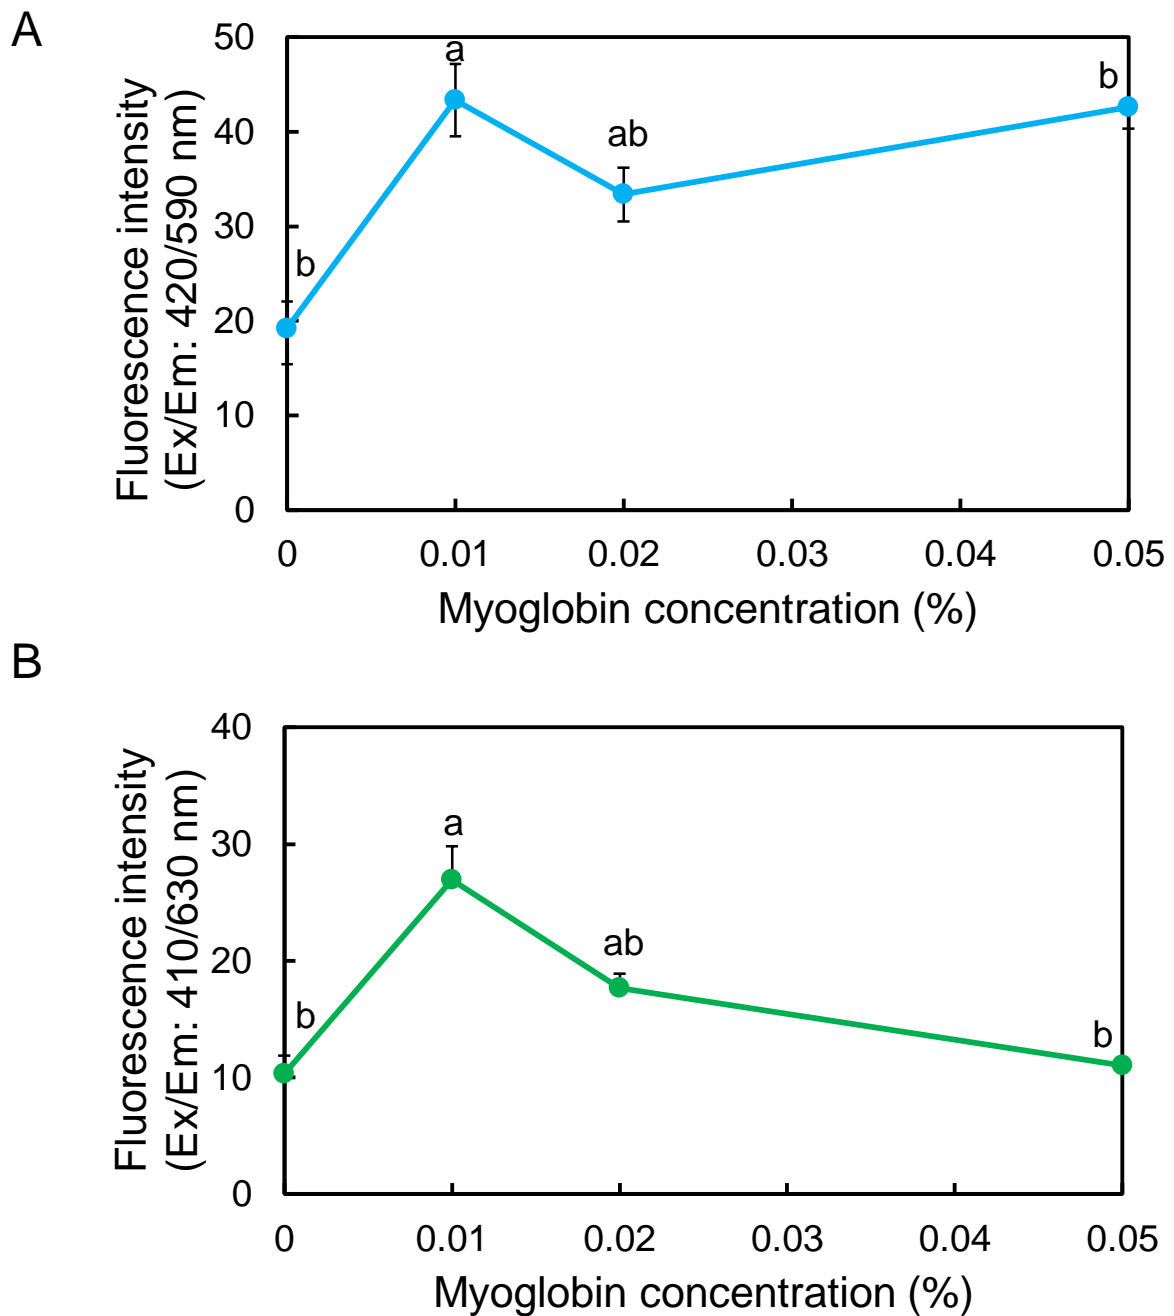 A
Fluorescence intensity
(Ex/Em: 420/590 nm)
50
40
30
20
10
0
b
a
ab
b
0 0.01 0.02 0.03 0.04 0.05
Myoglobin concentration (%)
B
Fluorescence intensity
(Ex/Em: 410/630 nm)
40
30
20
10
0
b
a
ab
b
0 0.01 0.02 0.03 0.04 0.05
Myoglobin concentration (%)